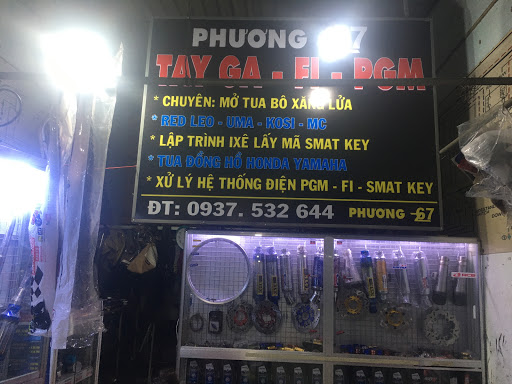 PHƯƠNG 67
TAY GA - FI - PGM
* CHUYÊN: MỞ TUA BÔ XĂNG LỬA
* RED LEO - UMA - KOSI - MC
* LẬP TRÌNH IXÊ LẤY MÃ SMAT KEY
* TUA ĐỒNG HỒ HONDA YAMAHA
* XỬ LÝ HỆ THỐNG ĐIỆN PGM - FI - SMAT KEY
ĐT: 0937. 532 644 PHƯƠNG 67